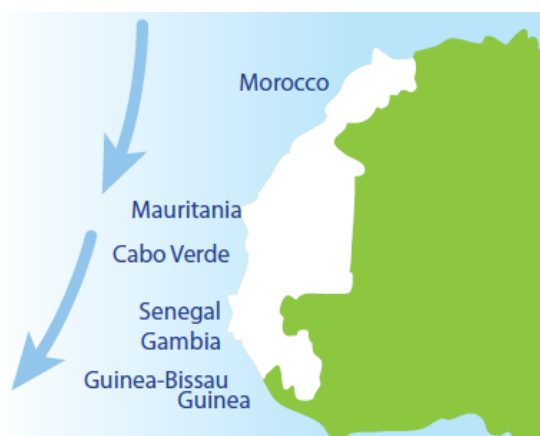 Morocco
Mauritania
Cabo Verde
Senegal
Gambia
Guinea-Bissau
Guinea